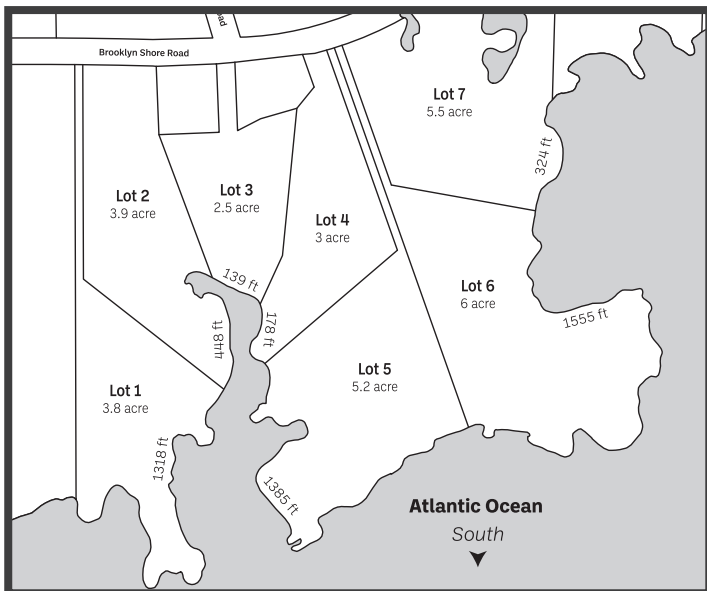 oad
Brooklyn Shore Road
Lot 7
5.5 acre
324 ft
Lot 2
3.9 acre
Lot 3
2.5 acre
Lot 4
3 acre
139 ft
Lot 6
6 acre
448 ft
178 ft
1555 ft
Lot 5
5.2 acre
Lot 1
3.8 acre
1318 ft
1385 ft
Atlantic Ocean
South